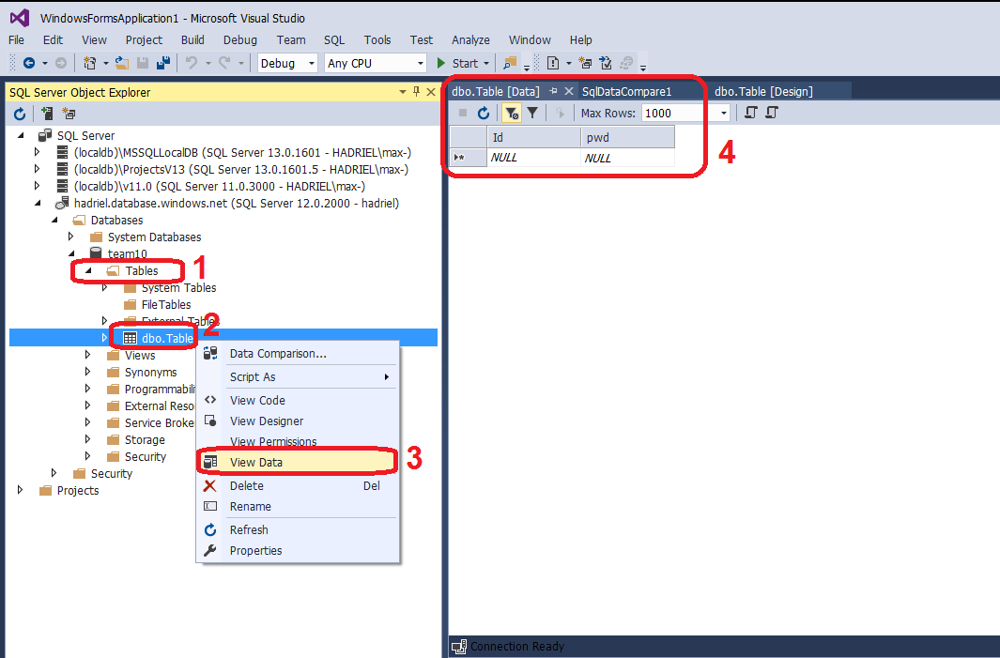 WindowsFormsApplication1 - Microsoft Visual Studio
File Edit View Project Build Debug Team SQL Tools Test Analyze Window Help
Debug Any CPU Start
SQL Server Object Explorer
SQL Server
(localdb)\MSSQLLocalDB (SQL Server 13.0.1601 - HADRIEL\max-)
(localdb)\ProjectsV13 (SQL Server 13.0.1601.5 - HADRIEL\max-)
(localdb)\v11.0 (SQL Server 11.0.3000 - HADRIEL\max-)
hadriel.database.windows.net (SQL Server 12.0.2000 - hadriel)
Databases
System Databases
team10
Tables 1
System Tables
FileTables
External Tables
dbo.Table 2
Views
Synonyms
Programmabili
External Reso
Service Broke
Storage
Security
Security
Projects
Data Comparison...
Script As
View Code
View Designer
View Permissions
View Data 3
Delete Del
Rename
Refresh
Properties
dbo.Table [Data] SqlDataCompare1 dbo.Table [Design]
Max Rows: 1000
Id pwd
NULL NULL
4
Connection Ready